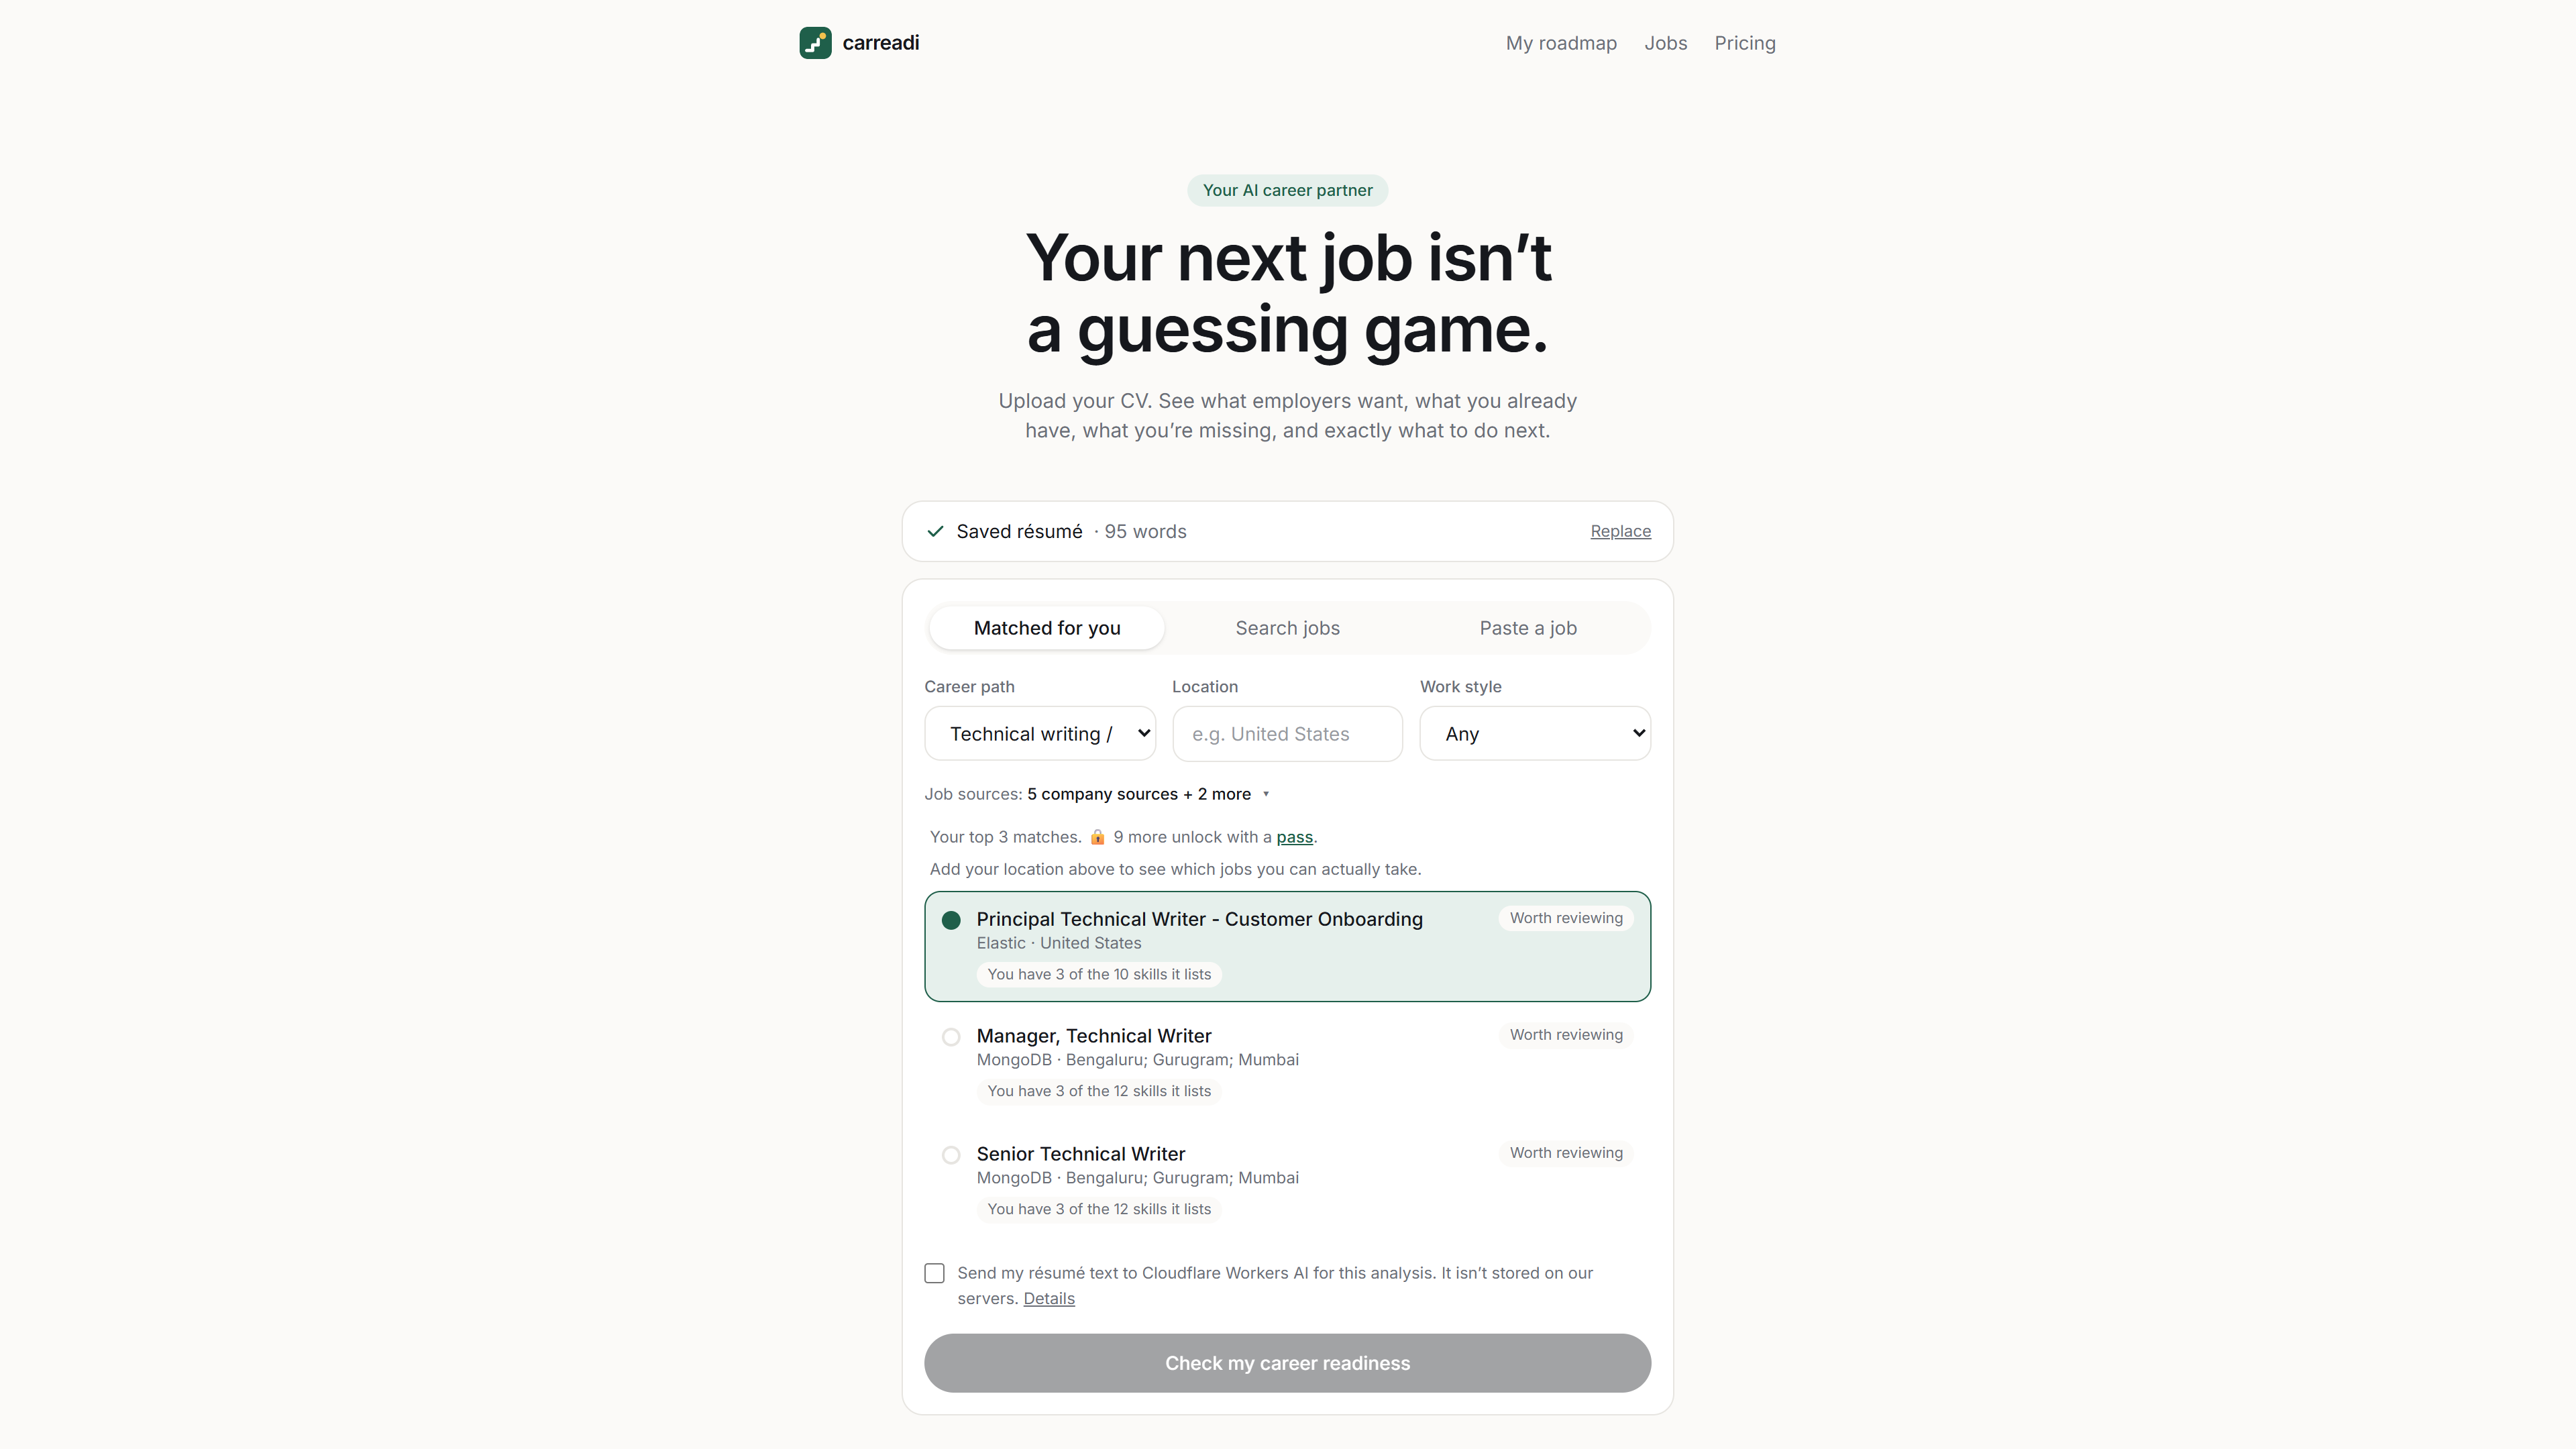 carreadi
My roadmap
Jobs
Pricing
Your AI career partner
Your next job isn’t
a guessing game.
Upload your CV. See what employers want, what you already
have, what you’re missing, and exactly what to do next.
Saved résumé · 95 words
Replace
Matched for you
Search jobs
Paste a job
Career path
Location
Work style
Technical writing /
e.g. United States
Any
Job sources: 5 company sources + 2 more ▾
Your top 3 matches. 🔒 9 more unlock with a pass.
Add your location above to see which jobs you can actually take.
Principal Technical Writer - Customer Onboarding
Worth reviewing
Elastic · United States
You have 3 of the 10 skills it lists
Manager, Technical Writer
Worth reviewing
MongoDB · Bengaluru; Gurugram; Mumbai
You have 3 of the 12 skills it lists
Senior Technical Writer
Worth reviewing
MongoDB · Bengaluru; Gurugram; Mumbai
You have 3 of the 12 skills it lists
Send my résumé text to Cloudflare Workers AI for this analysis. It isn’t stored on our
servers. Details
Check my career readiness